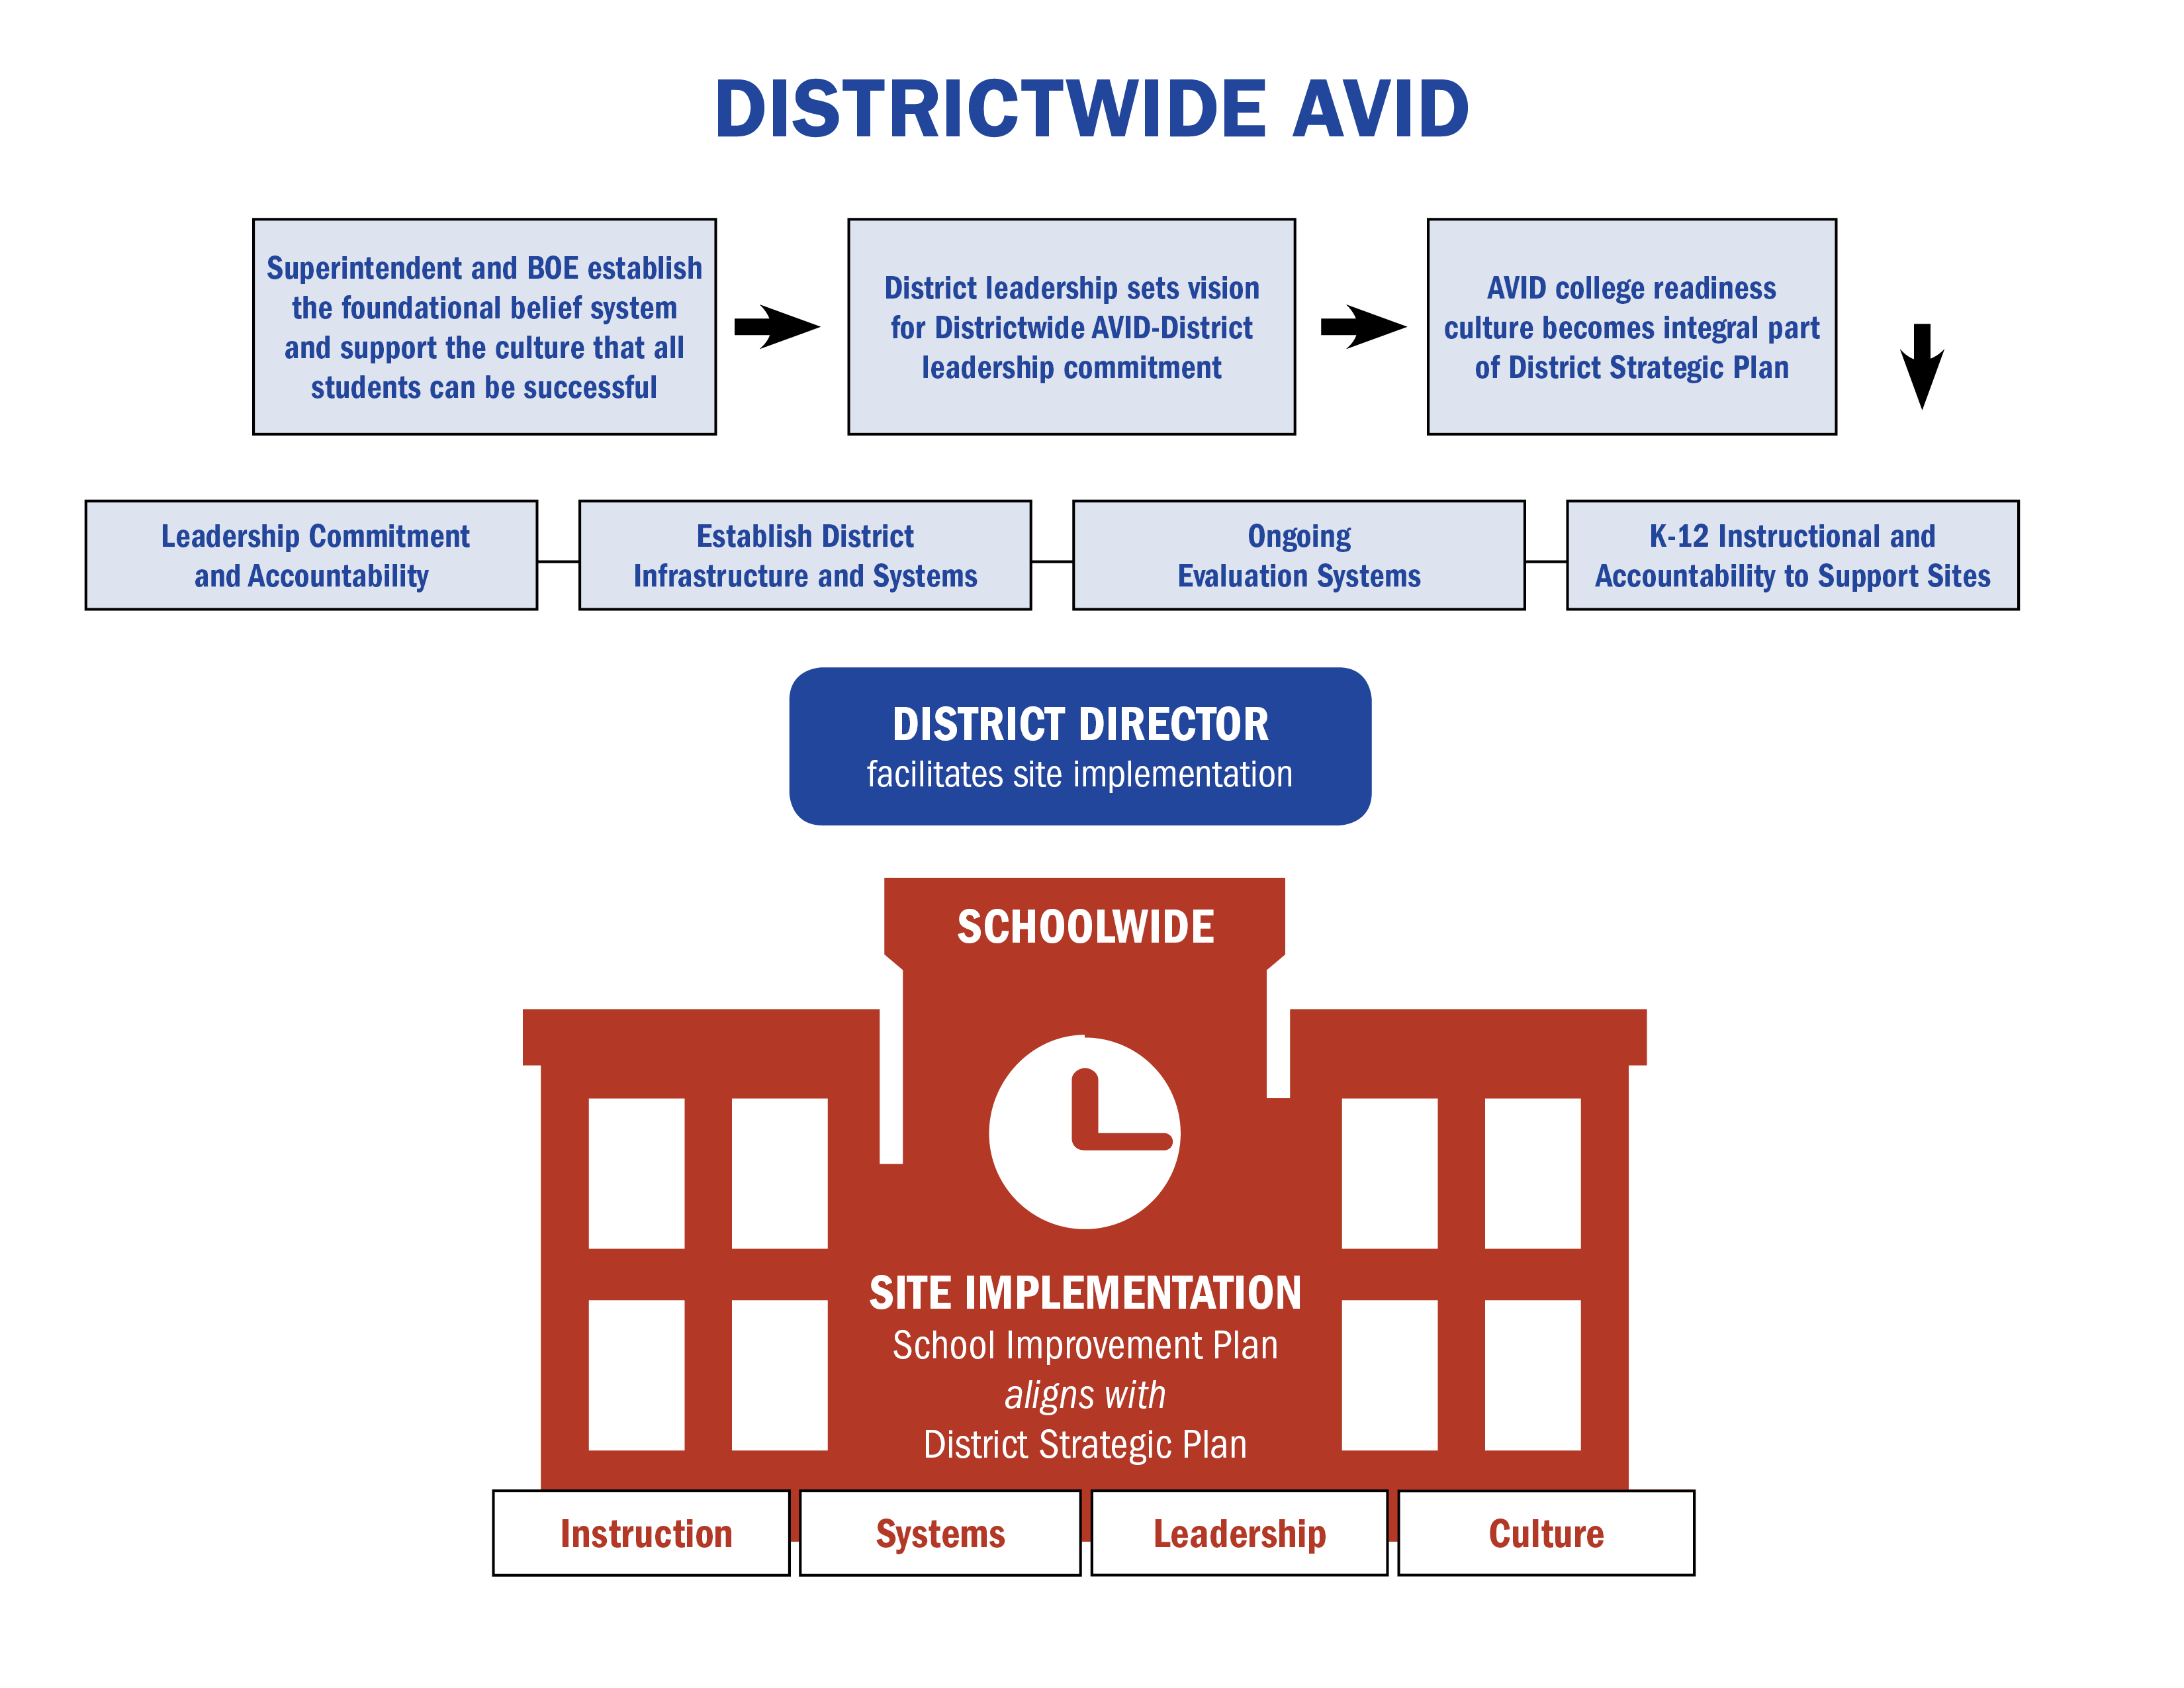 DISTRICTWIDE AVID
Superintendent and BOE establish
the foundational belief system
and support the culture that all
students can be successful
District leadership sets vision
for Districtwide AVID-District
leadership commitment
AVID college readiness
culture becomes integral part
of District Strategic Plan
Leadership Commitment
and Accountability
Establish District
Infrastructure and Systems
Ongoing
Evaluation Systems
K-12 Instructional and
Accountability to Support Sites
DISTRICT DIRECTOR
facilitates site implementation
SCHOOLWIDE
SITE IMPLEMENTATION
School Improvement Plan
aligns with
District Strategic Plan
Instruction
Systems
Leadership
Culture